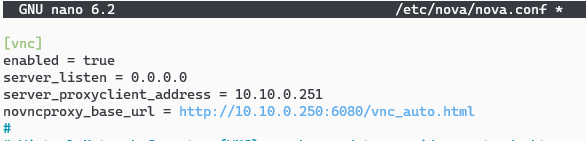 GNU nano 6.2 /etc/nova/nova.conf *
[vnc]
enabled = true
server_listen = 0.0.0.0
server_proxyclient_address = 10.10.0.251
novncproxy_base_url = http://10.10.0.250:6080/vnc_auto.html
#